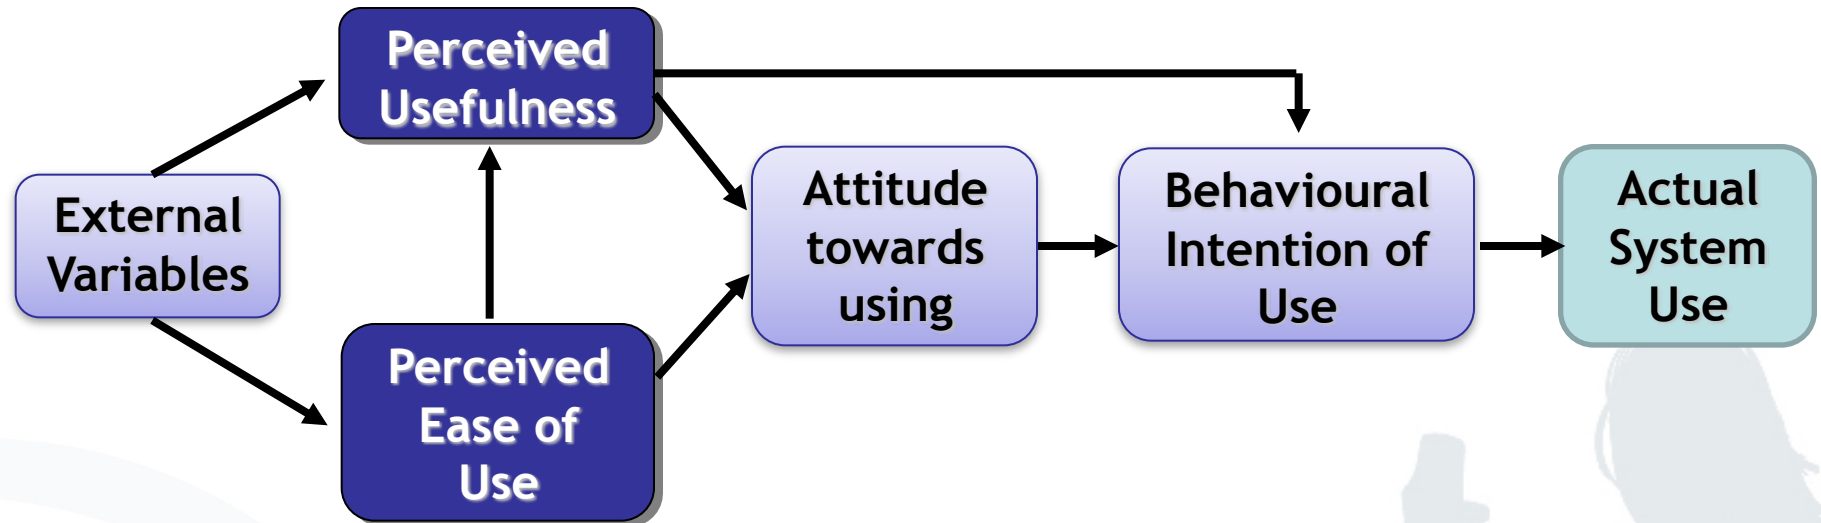 Perceived
Usefulness
External
Variables
Perceived
Ease of
Use
Attitude
towards
using
Behavioural
Intention of
Use
Actual
System
Use